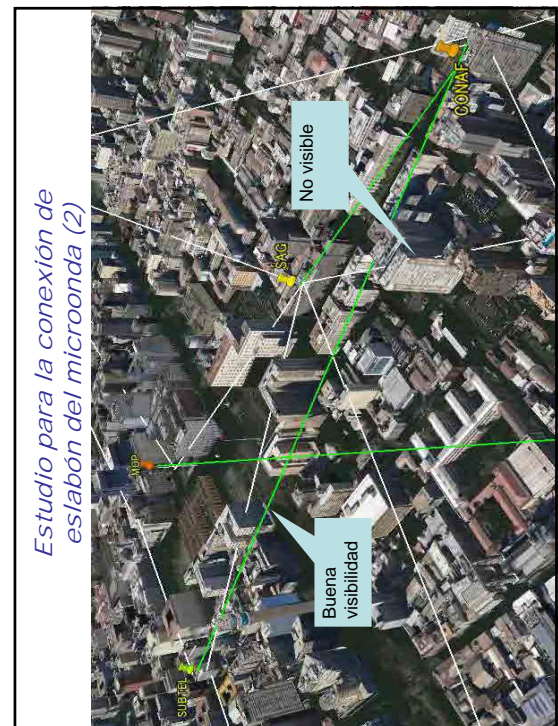 Estudio para la conexión de
eslabón del microonda (2)
MOP
SUBTEL
SAG
CONAF
No visible
Buena
visibilidad